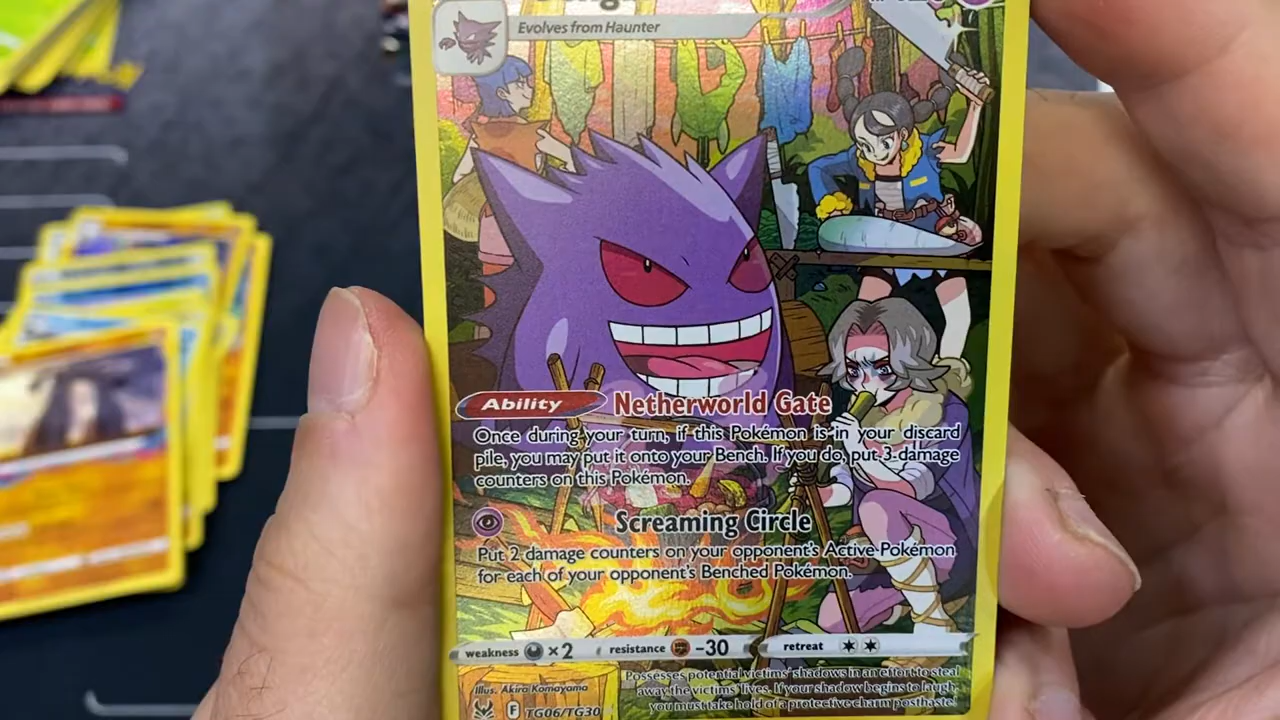 Evolves from Haunter
Ability Netherworld Gate
Once during your turn, if this Pokémon is in your discard
pile, you may put it onto your Bench. If you do, put 3 damage
counters on this Pokémon.
Screaming Circle
Put 2 damage counters on your opponent's Active Pokémon
for each of your opponent's Benched Pokémon.
weakness ×2 resistance -30 retreat
Possesses potential victims' shadows in an effort to steal
away the victims' lives. If your shadow begins to laugh,
you must take hold of a protective charm posthaste!
Illus. Akira Komayama
F TG06/TG30